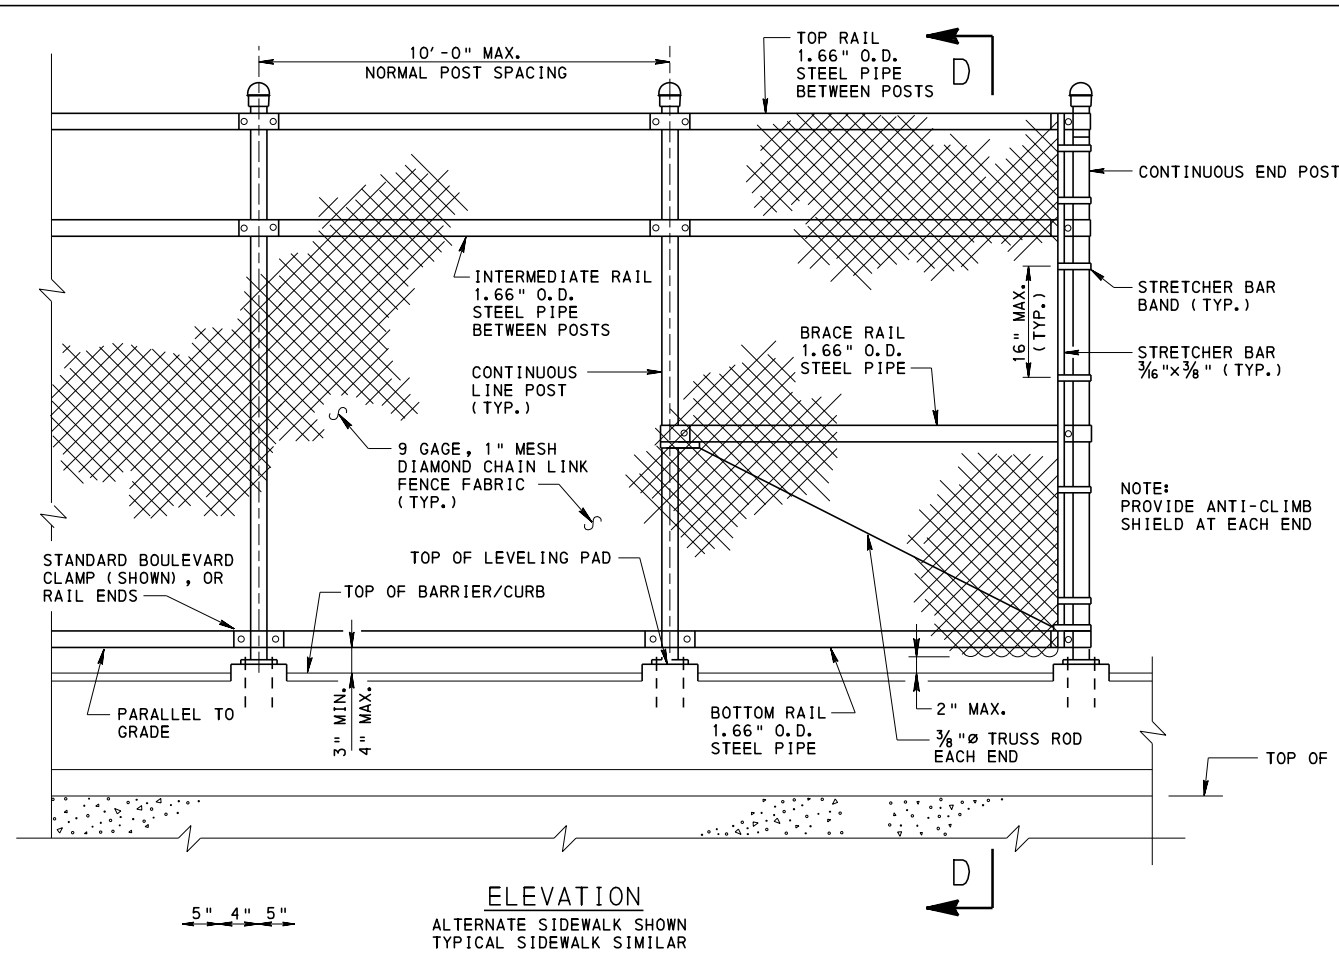 10'-0" MAX.
NORMAL POST SPACING
TOP RAIL
1.66" O.D.
STEEL PIPE
BETWEEN POSTS
D
CONTINUOUS END POST
INTERMEDIATE RAIL
1.66" O.D.
STEEL PIPE
BETWEEN POSTS
16" MAX.
(TYP.)
STRETCHER BAR
BAND (TYP.)
BRACE RAIL
1.66" O.D.
STEEL PIPE
STRETCHER BAR
3/16"x3/8" (TYP.)
CONTINUOUS
LINE POST
(TYP.)
9 GAGE, 1" MESH
DIAMOND CHAIN LINK
FENCE FABRIC
(TYP.)
NOTE:
PROVIDE ANTI-CLIMB
SHIELD AT EACH END
STANDARD BOULEVARD
CLAMP (SHOWN), OR
RAIL ENDS
TOP OF LEVELING PAD
TOP OF BARRIER/CURB
PARALLEL TO
GRADE
3" MIN.
4" MAX.
BOTTOM RAIL
1.66" O.D.
STEEL PIPE
2" MAX.
3/8"Ø TRUSS ROD
EACH END
TOP OF
D
5" 4" 5"
ELEVATION
ALTERNATE SIDEWALK SHOWN
TYPICAL SIDEWALK SIMILAR